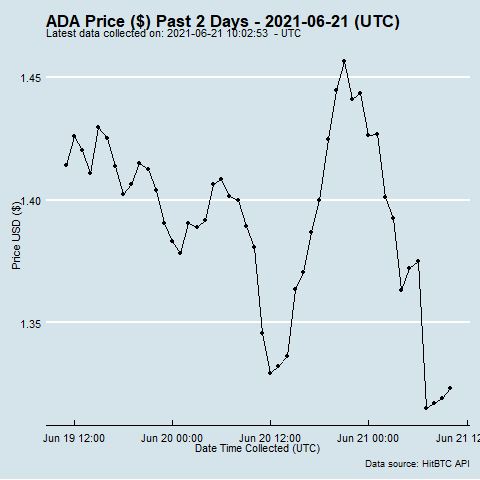 ADA Price ($) Past 2 Days - 2021-06-21 (UTC)
Latest data collected on: 2021-06-21 10:02:53  - UTC
1.45
1.40
1.35
Price USD ($)
Jun 19 12:00
Jun 20 00:00
Jun 20 12:00
Jun 21 00:00
Jun 21 12
Date Time Collected (UTC)
Data source: HitBTC API